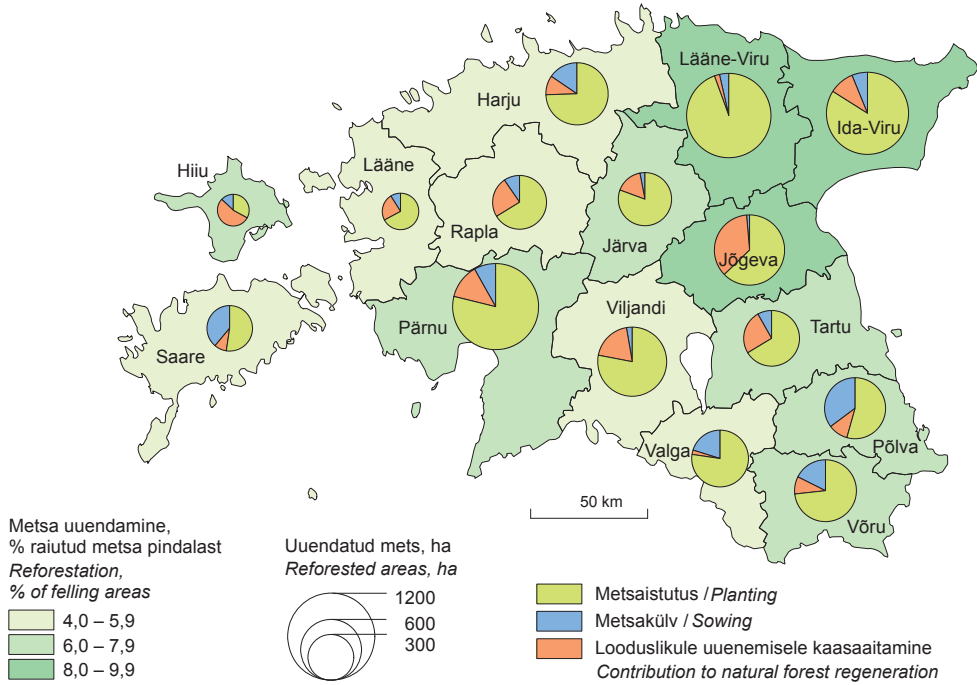 Lääne-Viru
Harju
Ida-Viru
Hiiu
Lääne
Rapla
Järva
Jõgeva
Pärnu
Viljandi
Tartu
Saare
Valga
Põlva
Võru
50 km
Metsa uuendamine,
% raiutud metsa pindalast
Reforestation,
% of felling areas
4,0 – 5,9
6,0 – 7,9
8,0 – 9,9
Uuendatud mets, ha
Reforested areas, ha
1200
600
300
Metsaistutus / Planting
Metsakülv / Sowing
Looduslikule uuenemisele kaasaaitamine
Contribution to natural forest regeneration